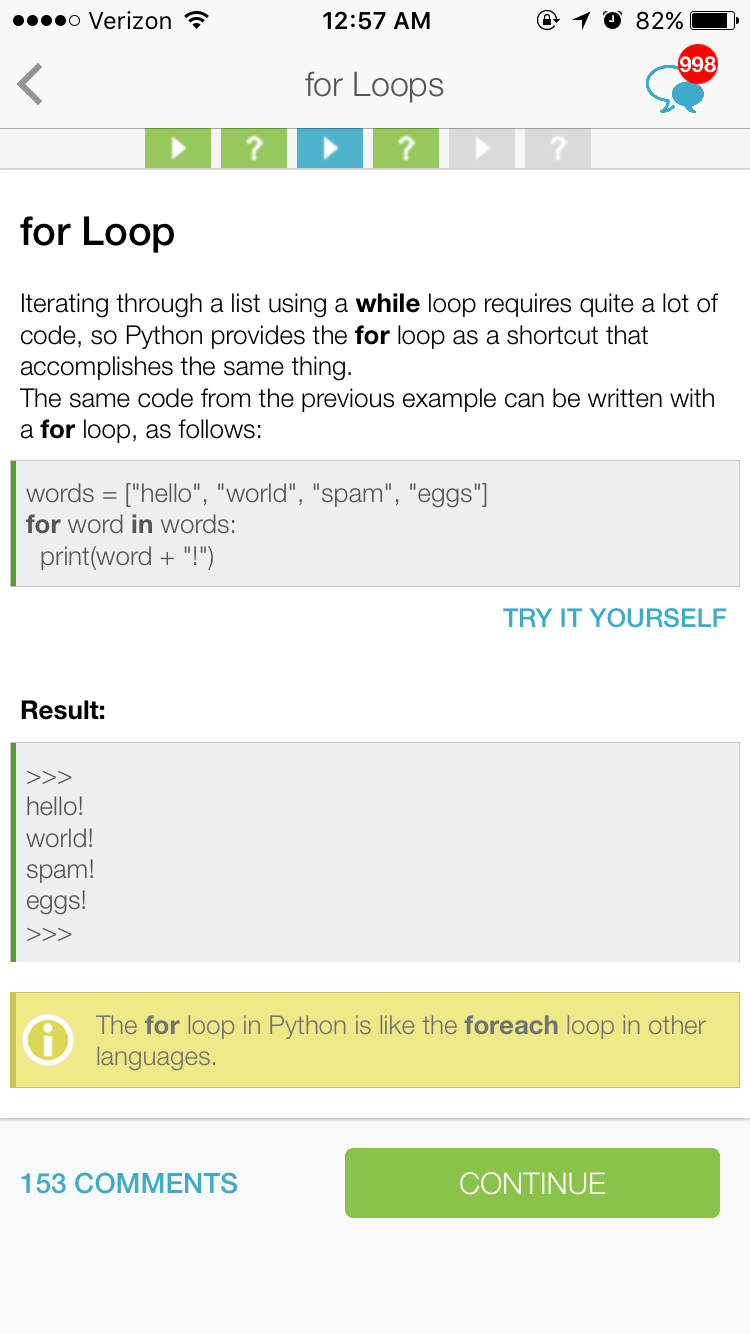 Verizon 12:57 AM 82%
for Loops
998
? ? ?
for Loop
Iterating through a list using a while loop requires quite a lot of
code, so Python provides the for loop as a shortcut that
accomplishes the same thing.
The same code from the previous example can be written with
a for loop, as follows:
words = ["hello", "world", "spam", "eggs"]
for word in words:
  print(word + "!")
TRY IT YOURSELF
Result:
>>>
hello!
world!
spam!
eggs!
>>>
The for loop in Python is like the foreach loop in other
languages.
153 COMMENTS
CONTINUE